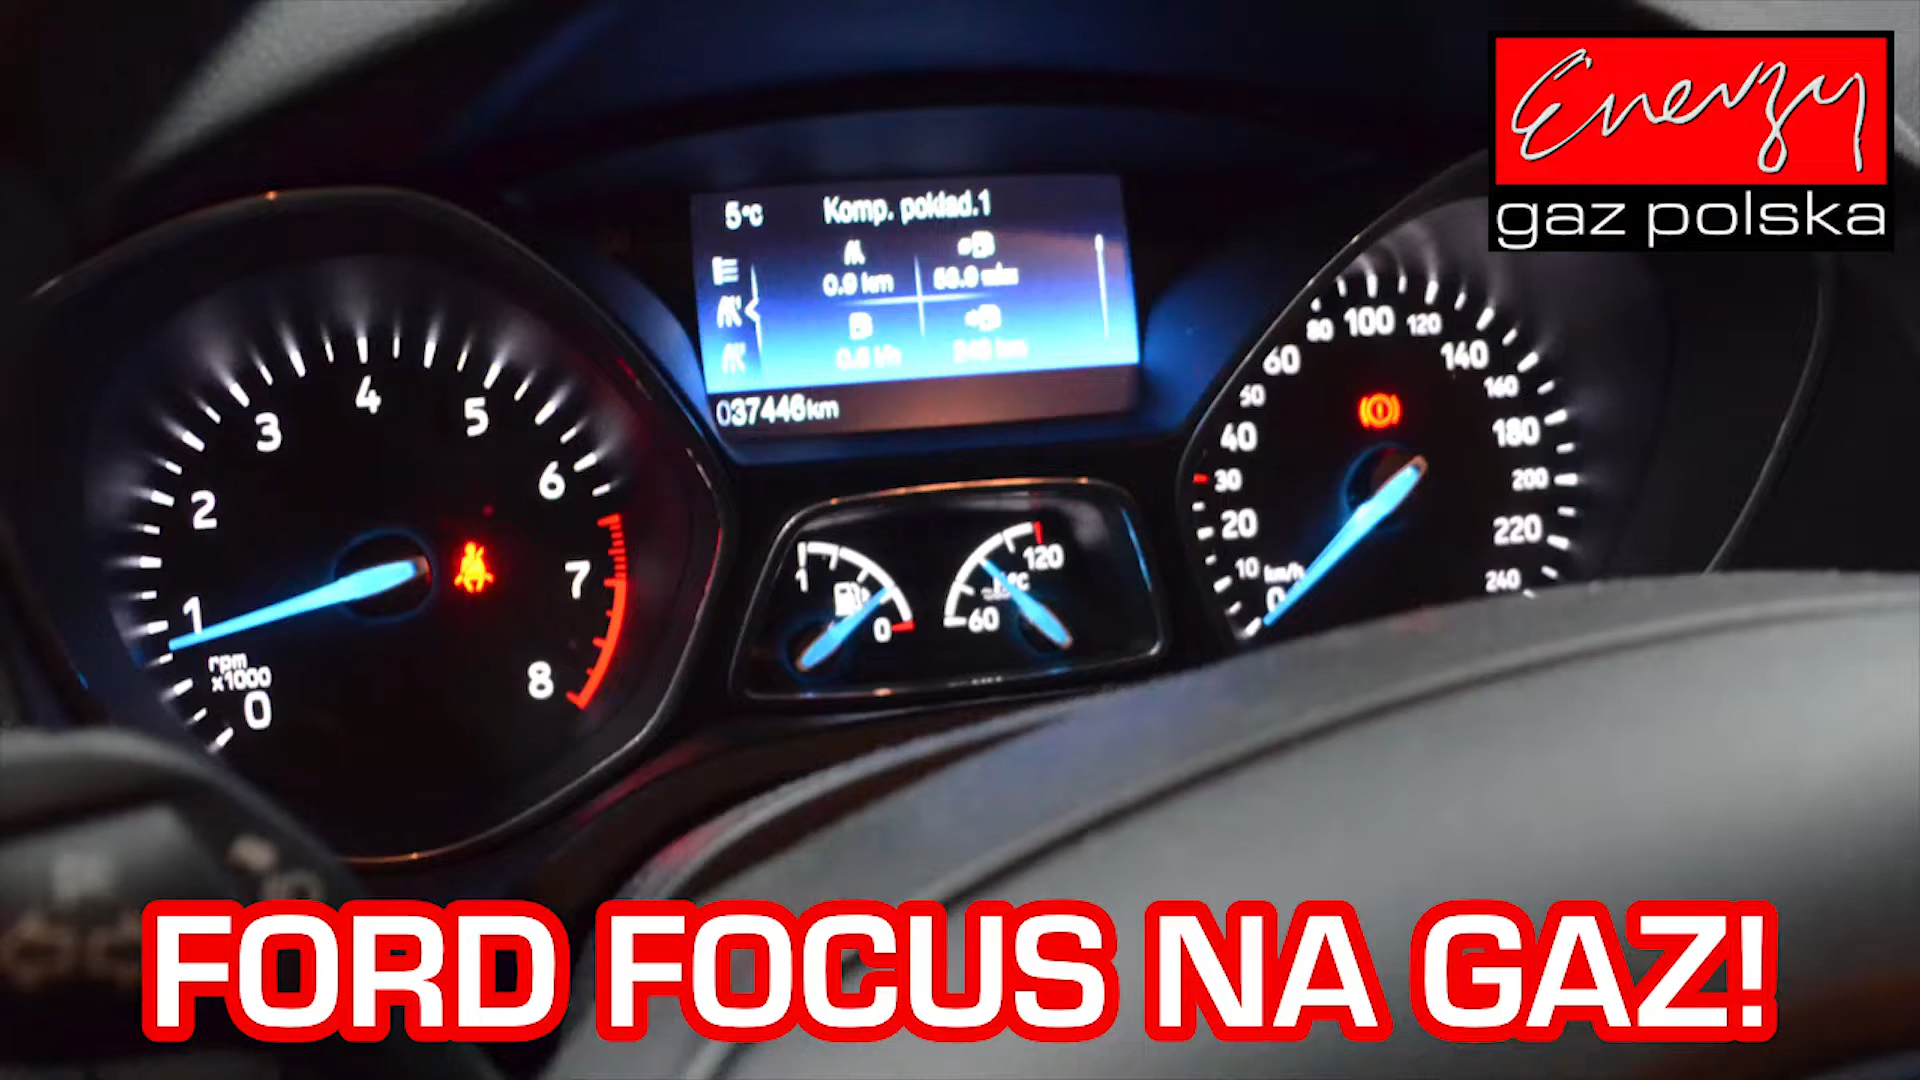 Energy
gaz polska
5°C Komp. pokład.1
0.9 km
037446km
0 1 2 3 4 5 6 7 8
rpm
x1000
1 0
60 120
°C
0 10 20 30 40 50 60 80 100 120 140 160 180 200 220 240
km/h
FORD FOCUS NA GAZ!